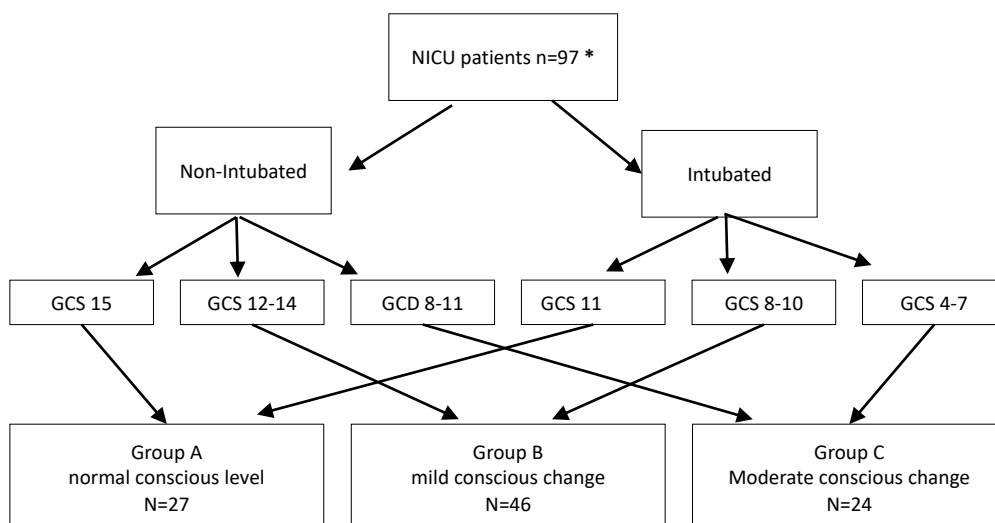 NICU patients n=97 *
Non-Intubated
Intubated
GCS 15
GCS 12-14
GCD 8-11
GCS 11
GCS 8-10
GCS 4-7
Group A
normal conscious level
N=27
Group B
mild conscious change
N=46
Group C
Moderate conscious change
N=24